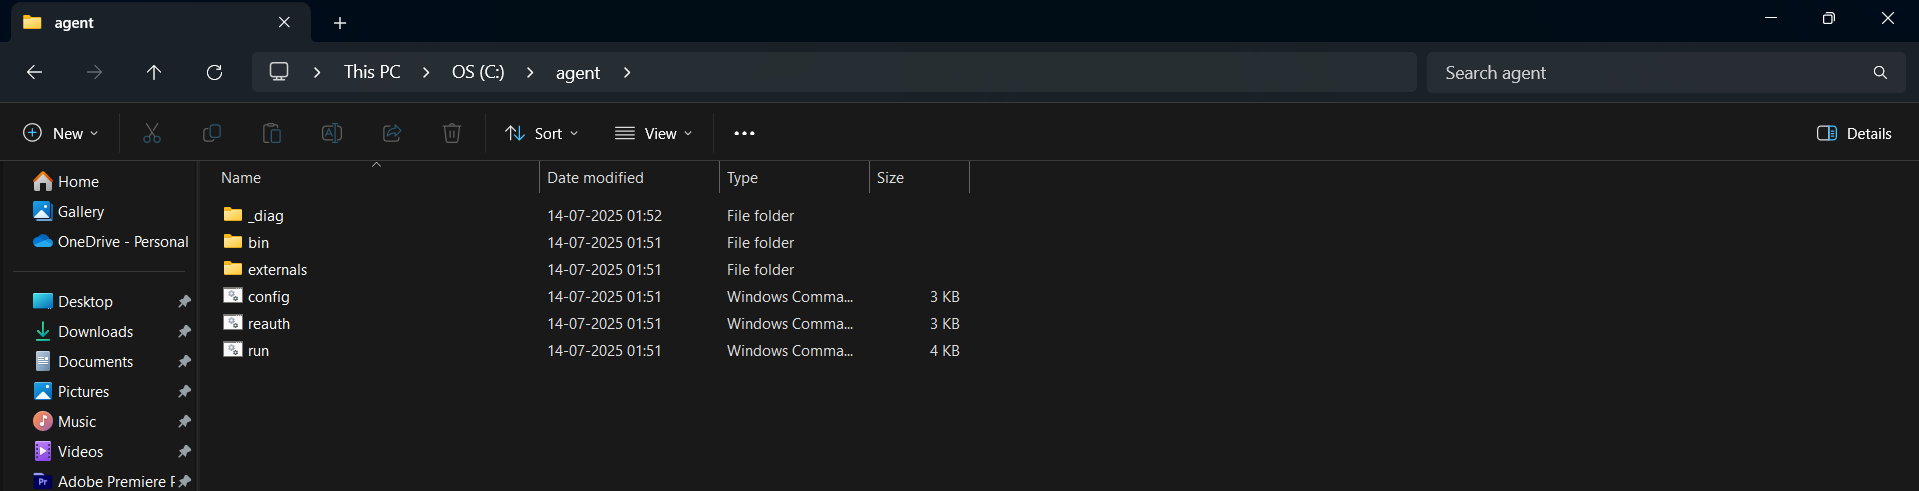 agent
This PC > OS (C:) > agent >
Search agent
New
Sort
View
Details
Home
Gallery
OneDrive - Personal
Desktop
Downloads
Documents
Pictures
Music
Videos
Pr Adobe Premiere P
Name Date modified Type Size
_diag 14-07-2025 01:52 File folder
bin 14-07-2025 01:51 File folder
externals 14-07-2025 01:51 File folder
config 14-07-2025 01:51 Windows Comma... 3 KB
reauth 14-07-2025 01:51 Windows Comma... 3 KB
run 14-07-2025 01:51 Windows Comma... 4 KB